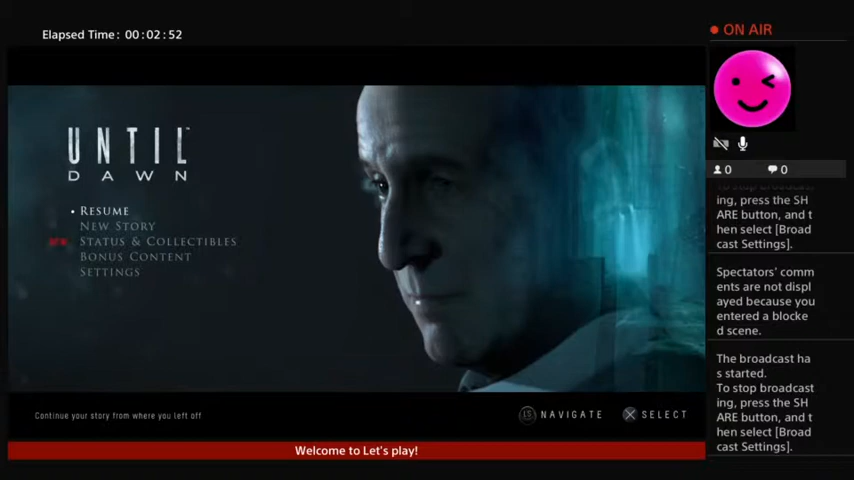 Elapsed Time: 00:02:52
ON AIR
UNTIL
DAWN
RESUME
NEW STORY
STATUS & COLLECTIBLES
BONUS CONTENT
SETTINGS
Continue your story from where you left off
LS NAVIGATE
SELECT
Welcome to Let's play!
0
0
To stop broadcast
ing, press the SH
ARE button, and t
hen select [Broad
cast Settings].
Spectators' comm
ents are not displ
ayed because you
entered a blocke
d scene.
The broadcast ha
s started.
To stop broadcast
ing, press the SH
ARE button, and t
hen select [Broad
cast Settings].